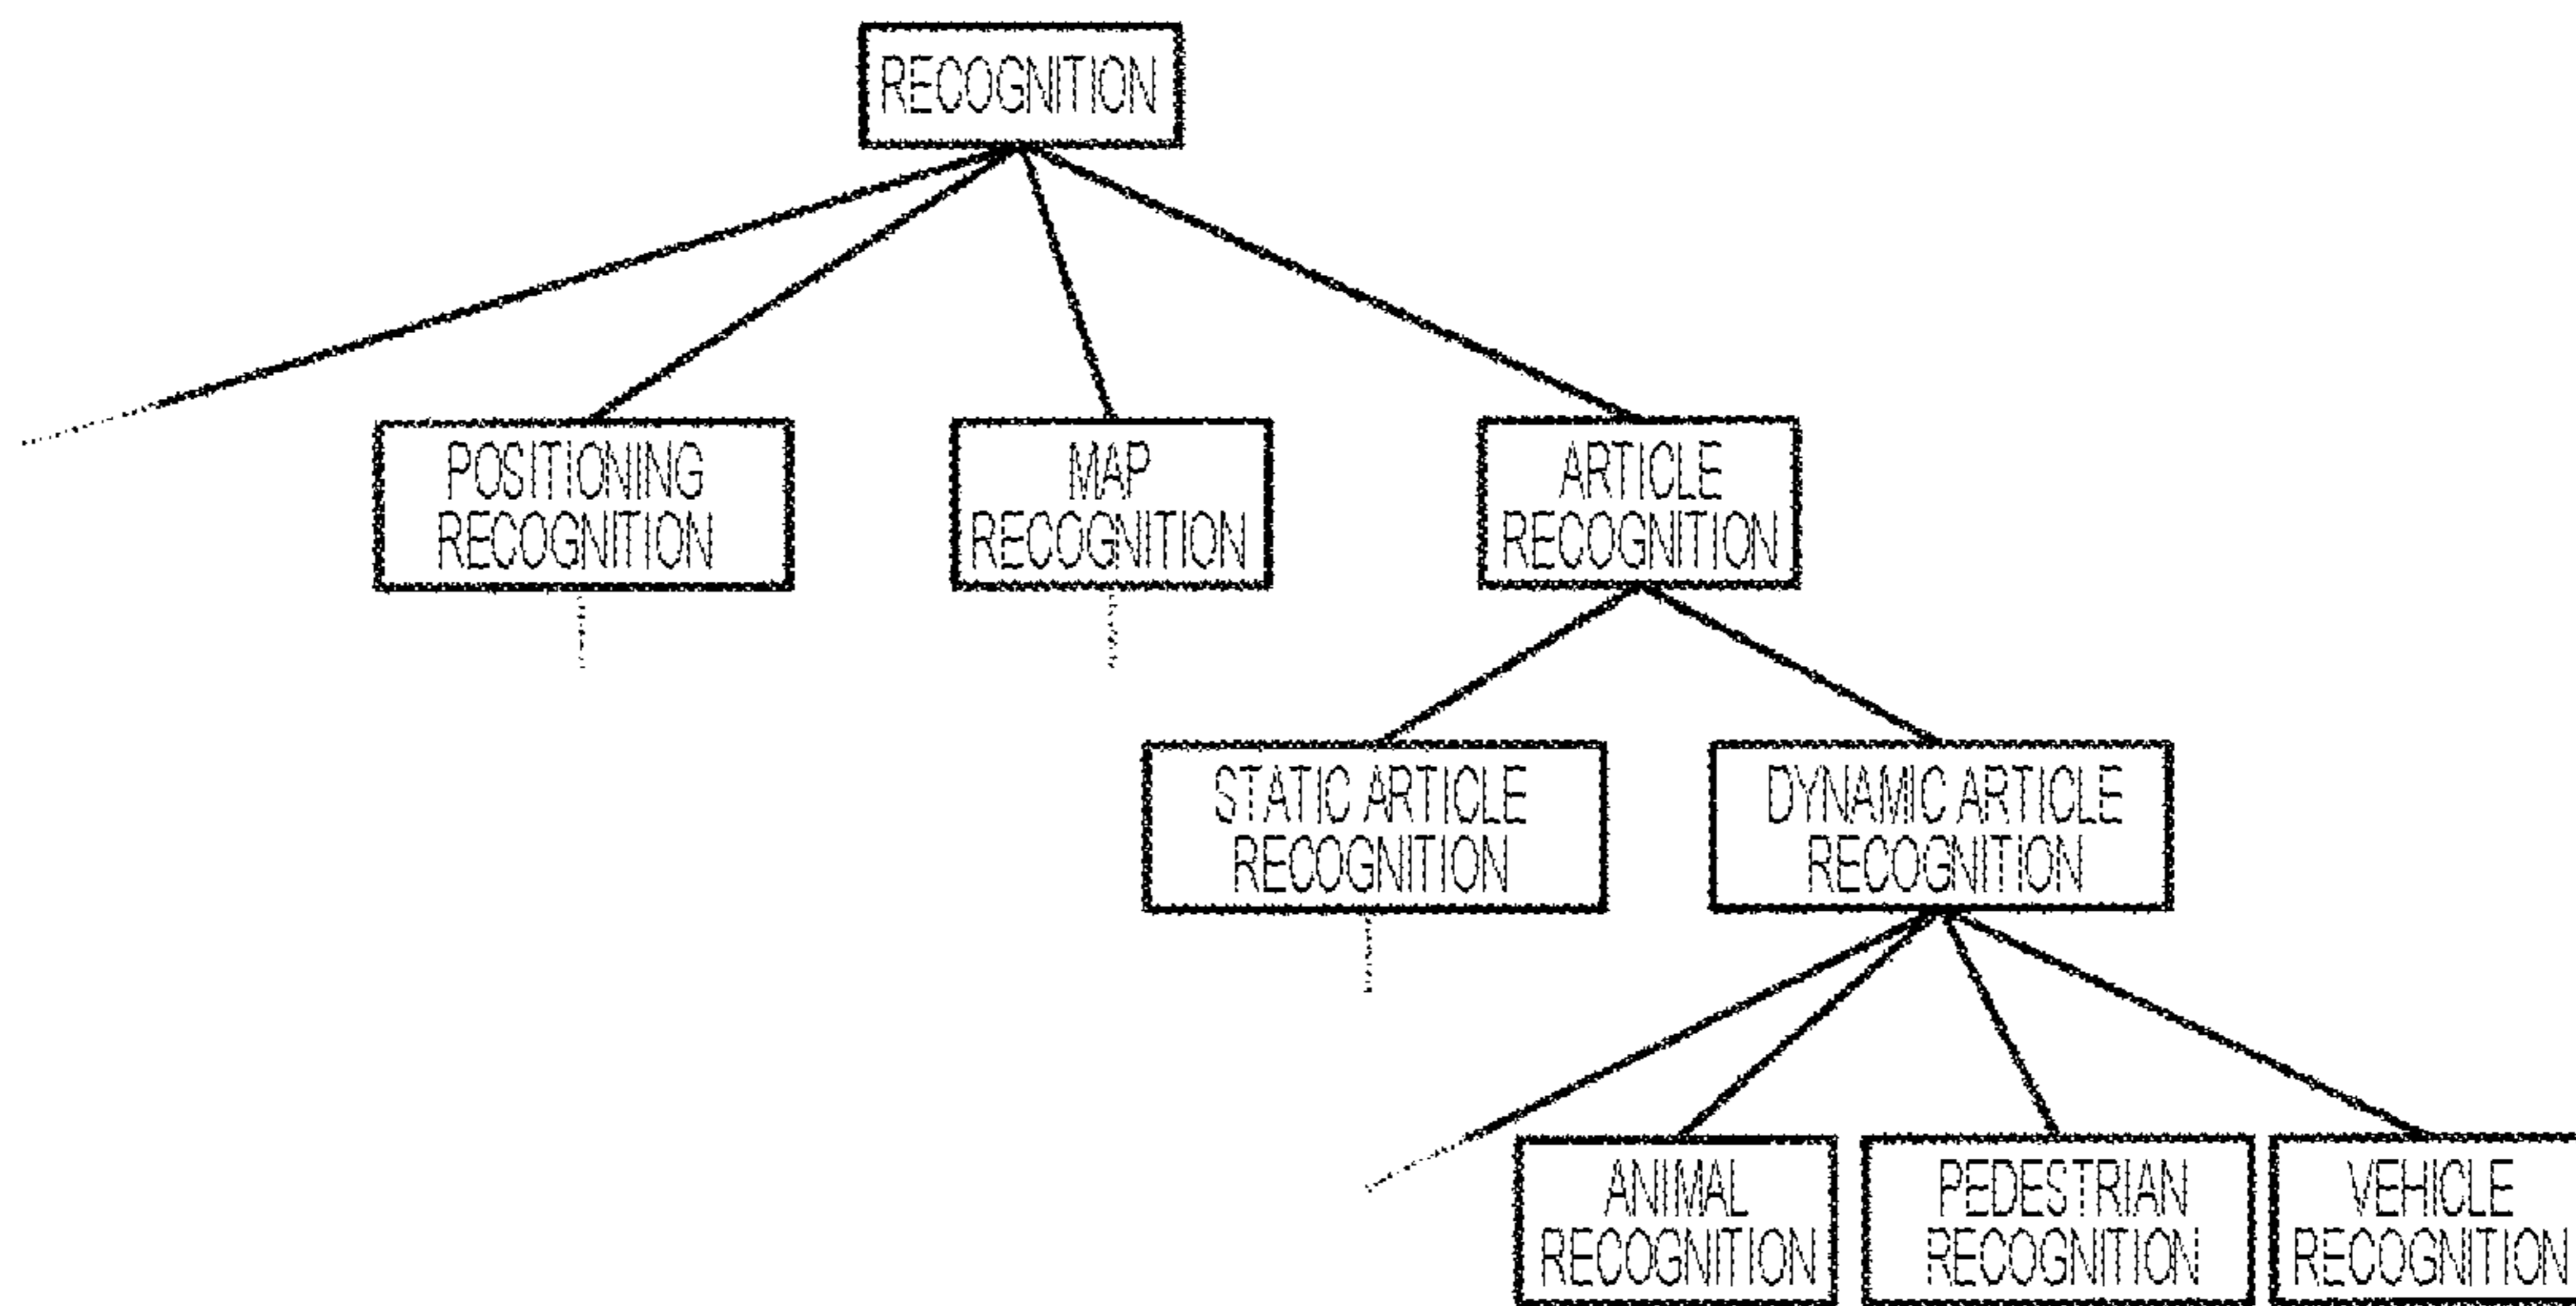 RECOGNITION
POSITIONING
RECOGNITION
MAP
RECOGNITION
ARTICLE
RECOGNITION
STATIC ARTICLE
RECOGNITION
DYNAMIC ARTICLE
RECOGNITION
ANIMAL
RECOGNITION
PEDESTRIAN
RECOGNITION
VEHICLE
RECOGNITION